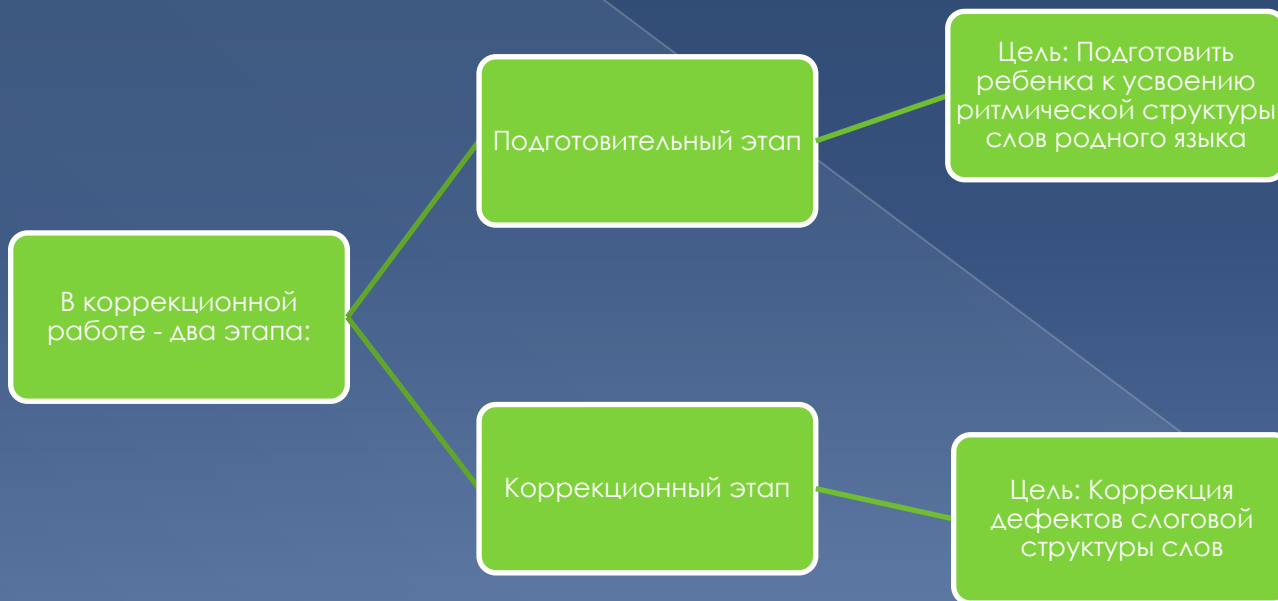 В коррекционной
работе - два этапа:
Подготовительный этап
Цель: Подготовить
ребенка к усвоению
ритмической структуры
слов родного языка
Коррекционный этап
Цель: Коррекция
дефектов слоговой
структуры слов